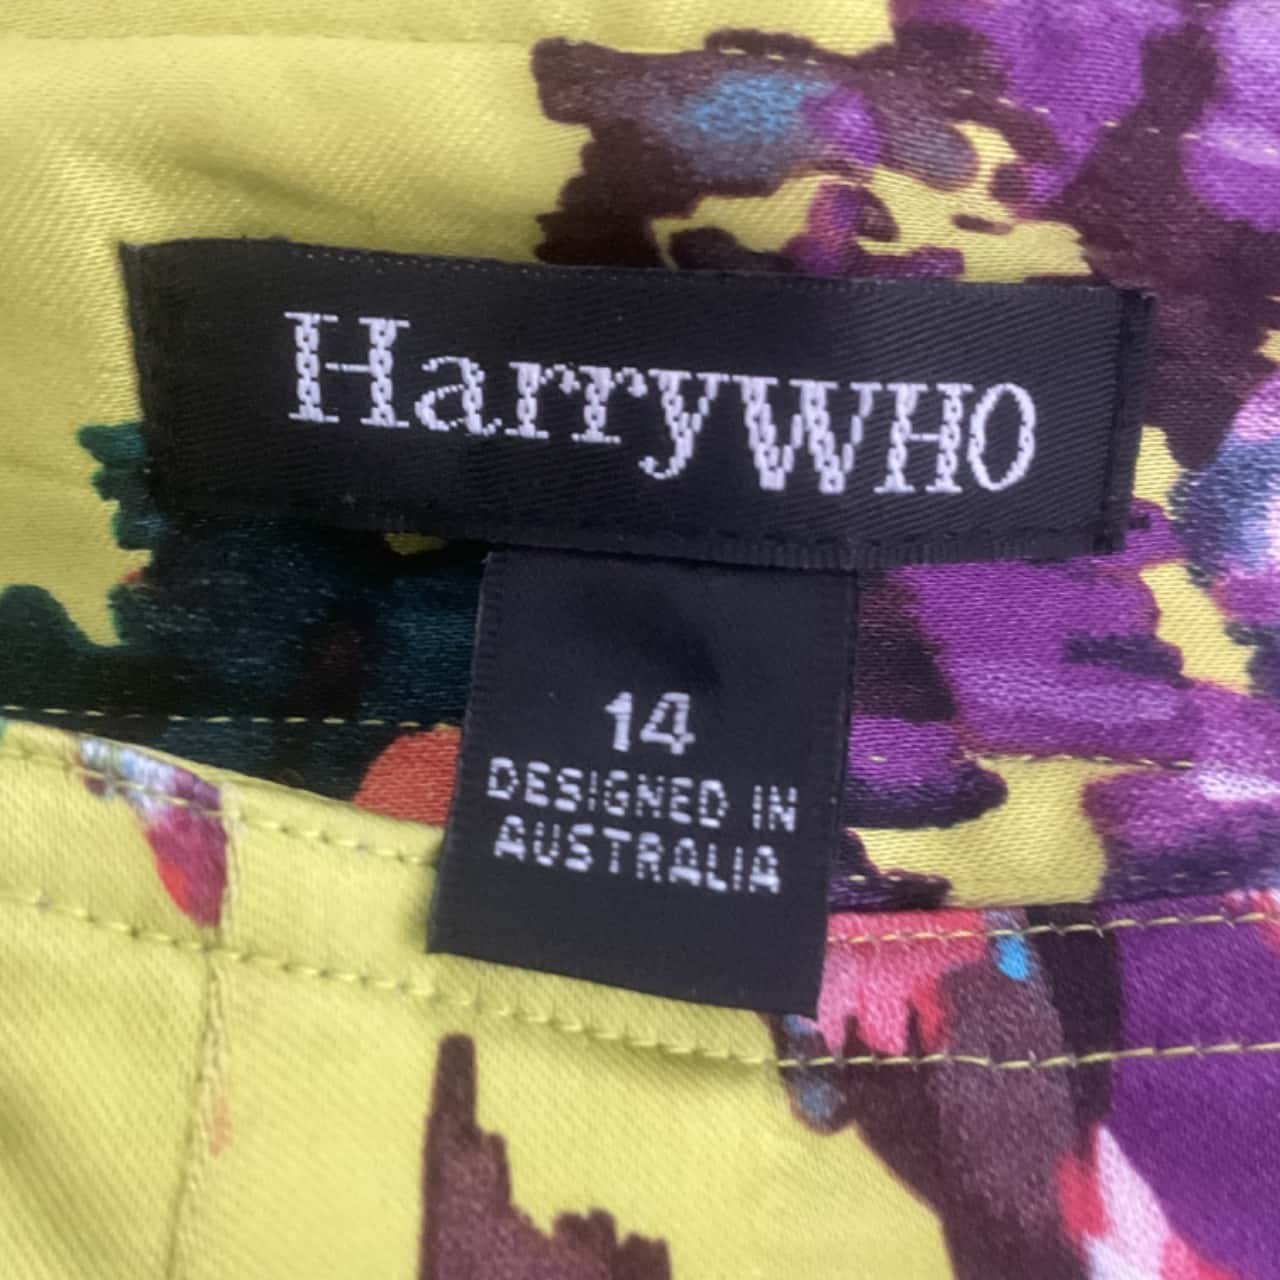 HarryWHO
14
DESIGNED IN
AUSTRALIA